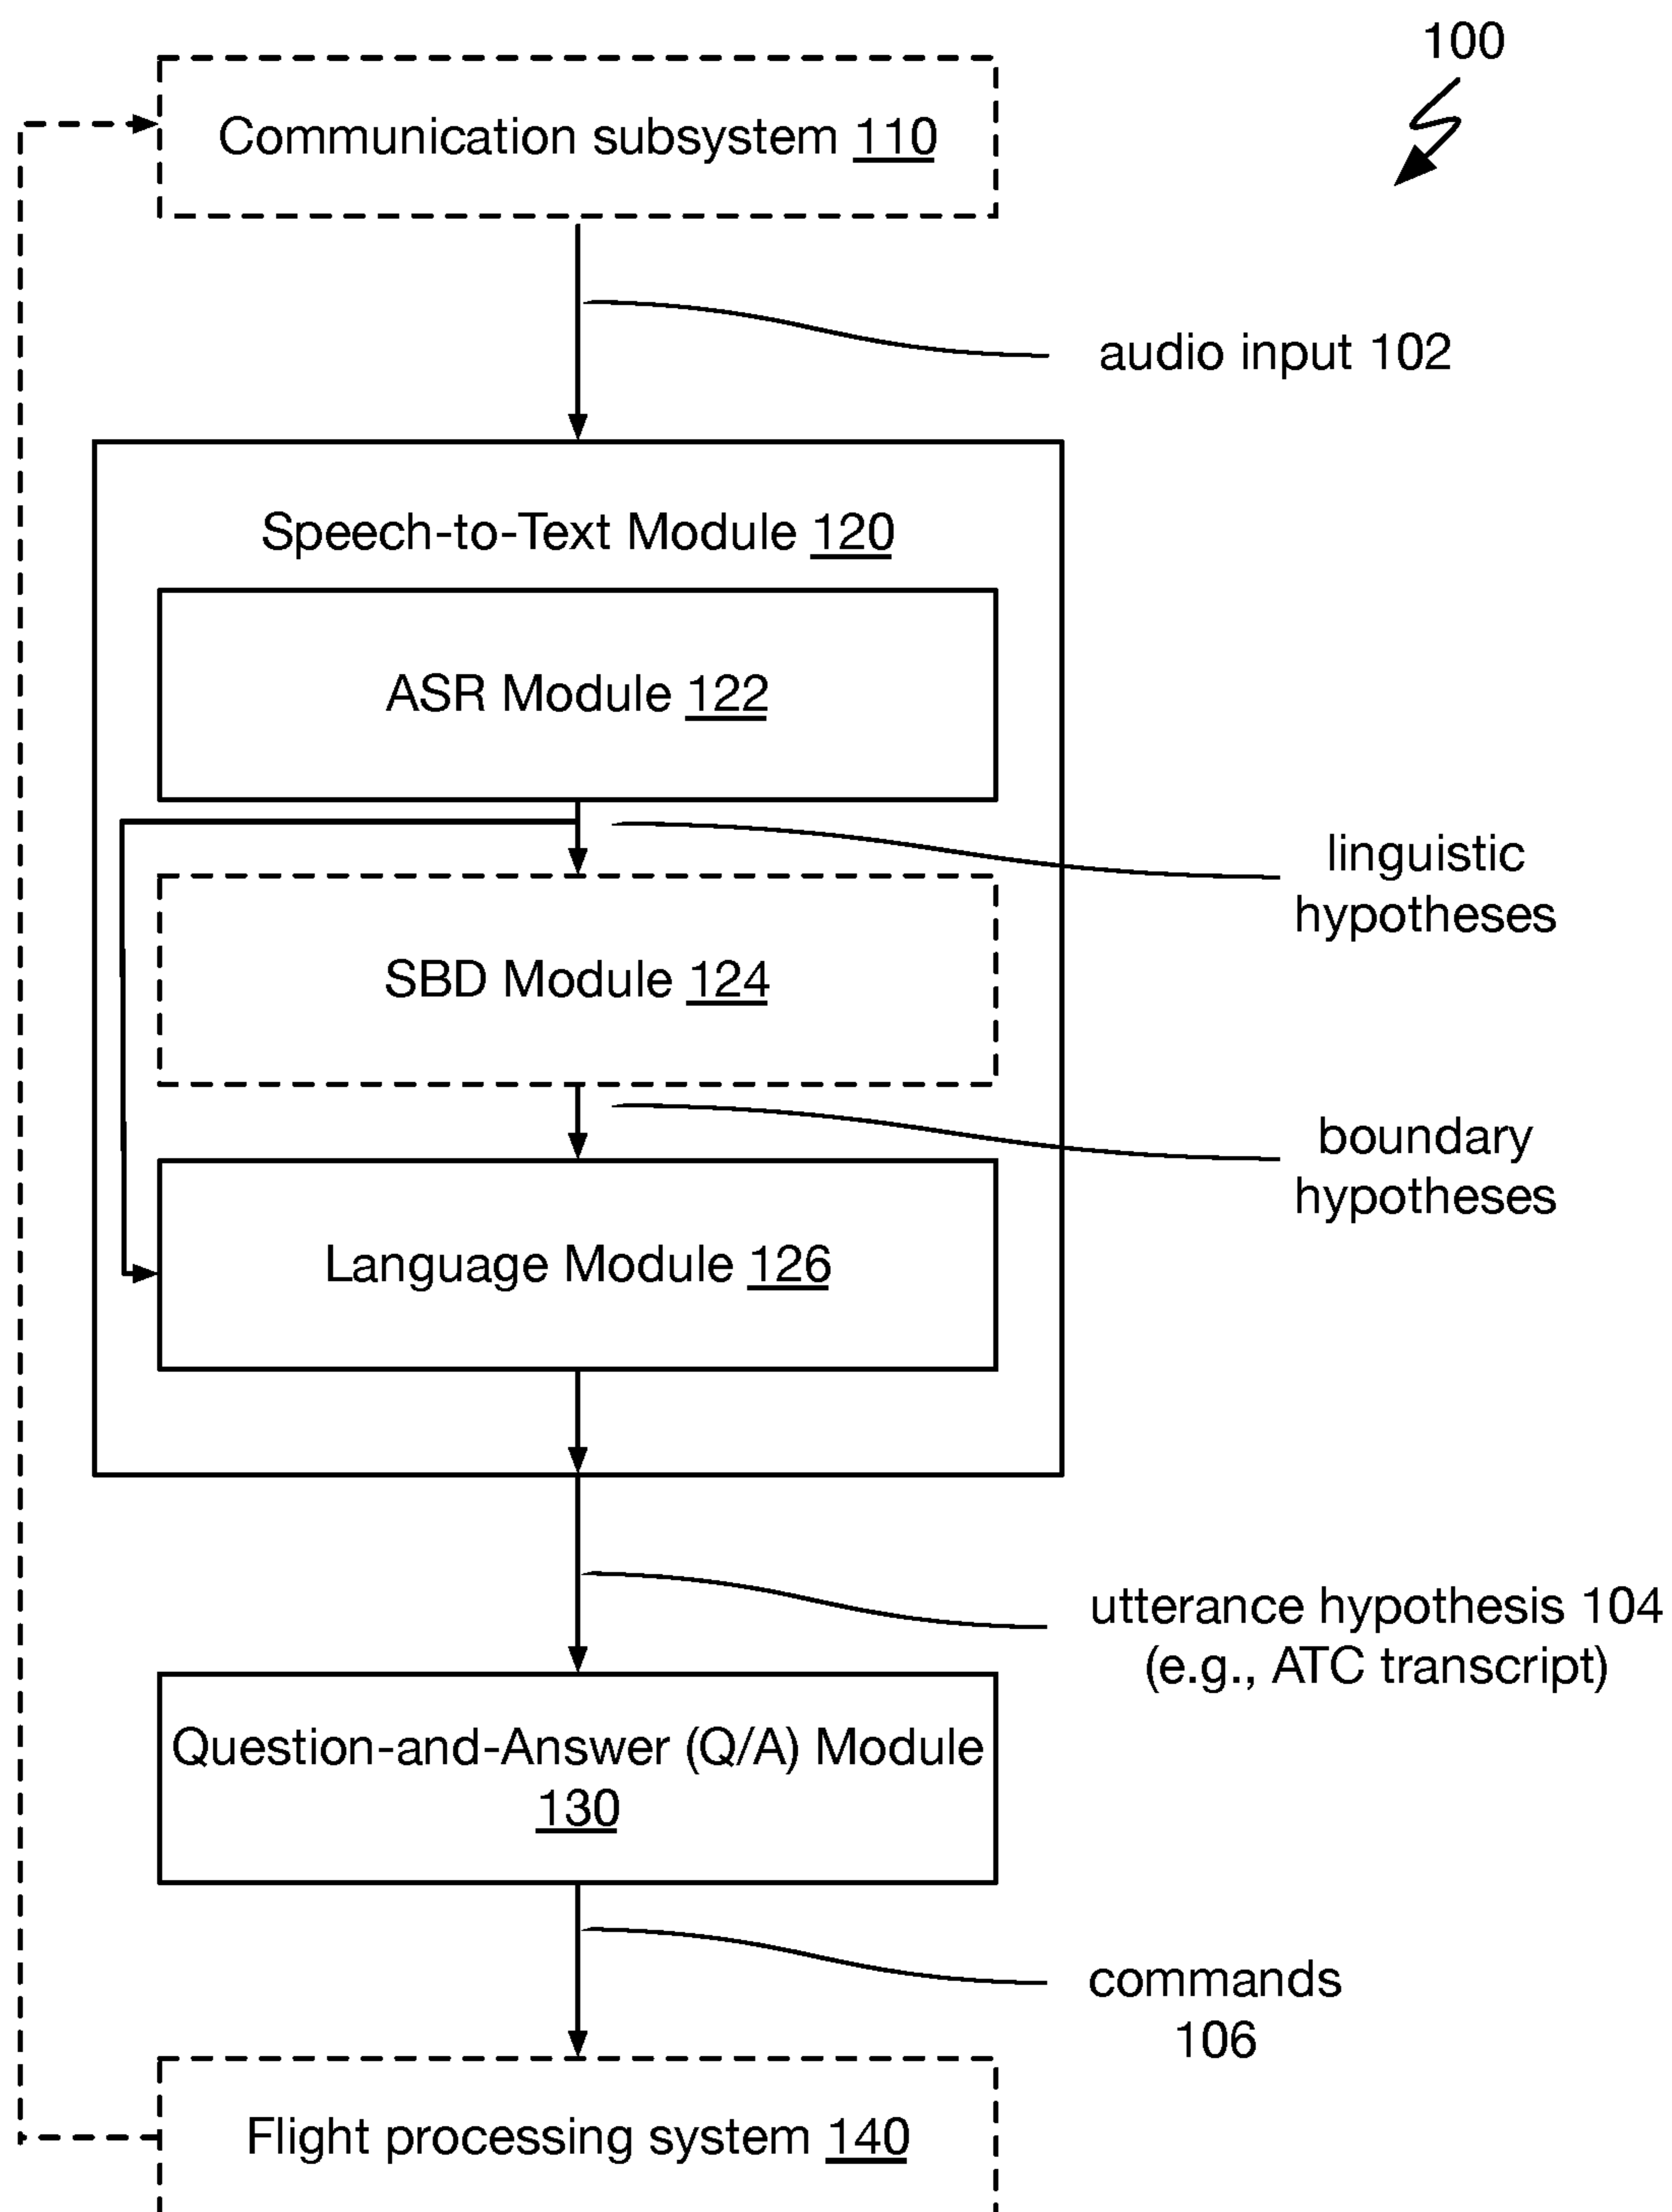 100
Communication subsystem 110
audio input 102
Speech-to-Text Module 120
ASR Module 122
linguistic
hypotheses
SBD Module 124
boundary
hypotheses
Language Module 126
utterance hypothesis 104
(e.g., ATC transcript)
Question-and-Answer (Q/A) Module
130
commands
106
Flight processing system 140